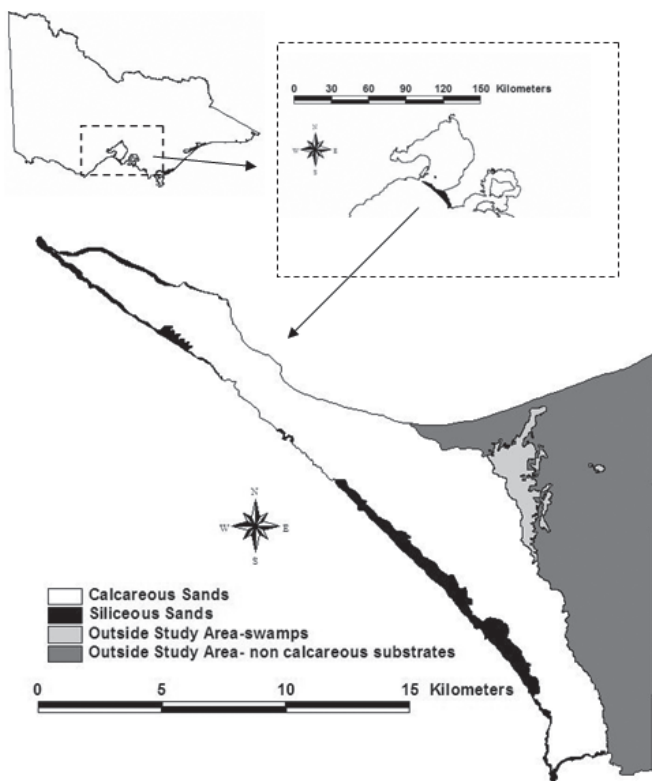 0 30 60 90 120 150 Kilometers
N
W E
S
N
W E
S
Calcareous Sands
Siliceous Sands
Outside Study Area-swamps
Outside Study Area- non calcareous substrates
0 5 10 15 Kilometers